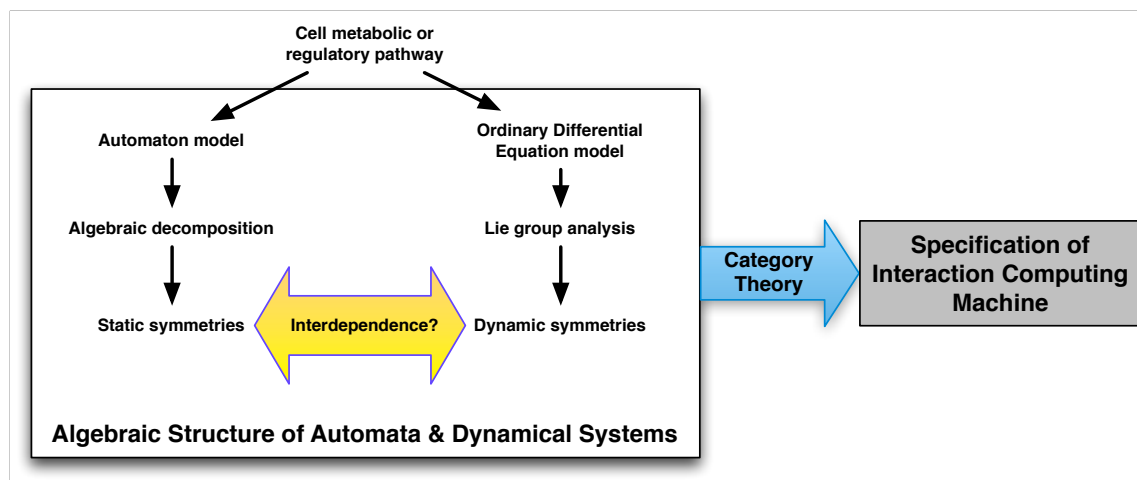 Cell metabolic or
regulatory pathway
Automaton model
Ordinary Differential
Equation model
Algebraic decomposition
Lie group analysis
Static symmetries
Interdependence?
Dynamic symmetries
Algebraic Structure of Automata & Dynamical Systems
Category
Theory
Specification of
Interaction Computing
Machine